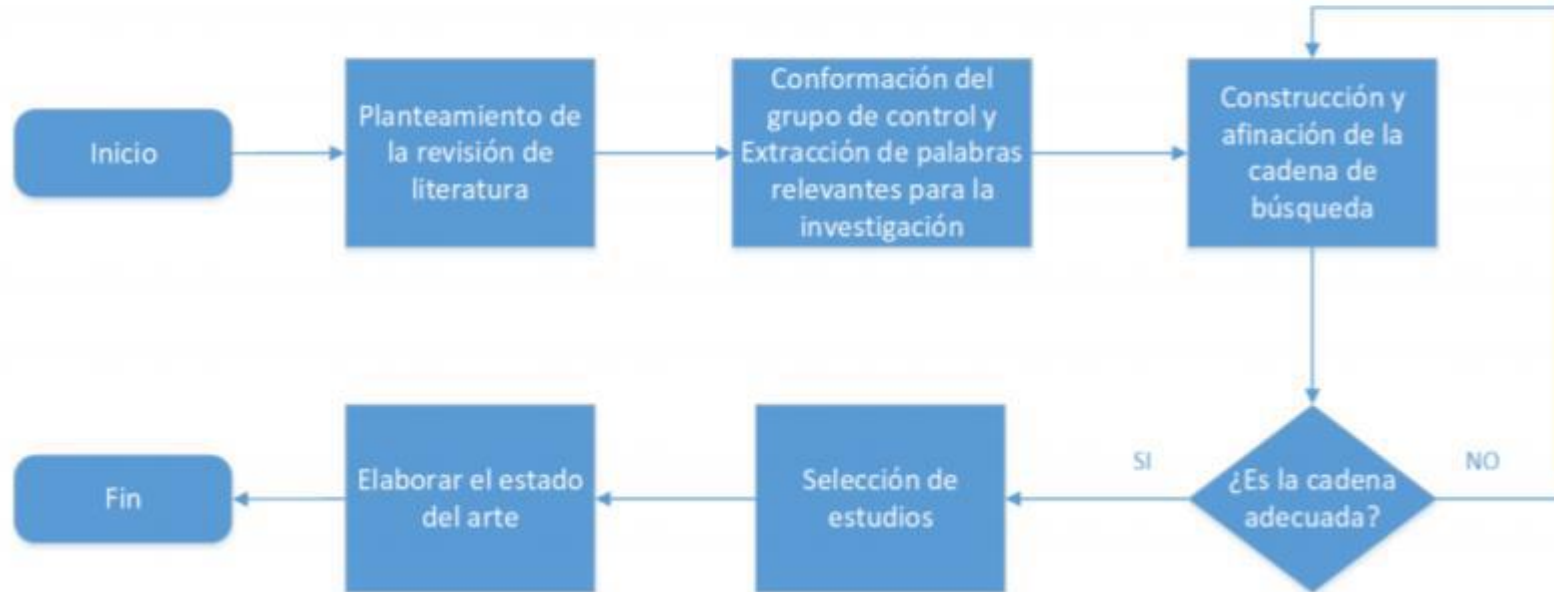 Inicio
Planteamiento de
la revisión de
literatura
Conformación del
grupo de control y
Extracción de palabras
relevantes para la
investigación
Construcción y
afinación de la
cadena de
búsqueda
¿Es la cadena
adecuada?
SI
NO
Selección de
estudios
Elaborar el estado
del arte
Fin